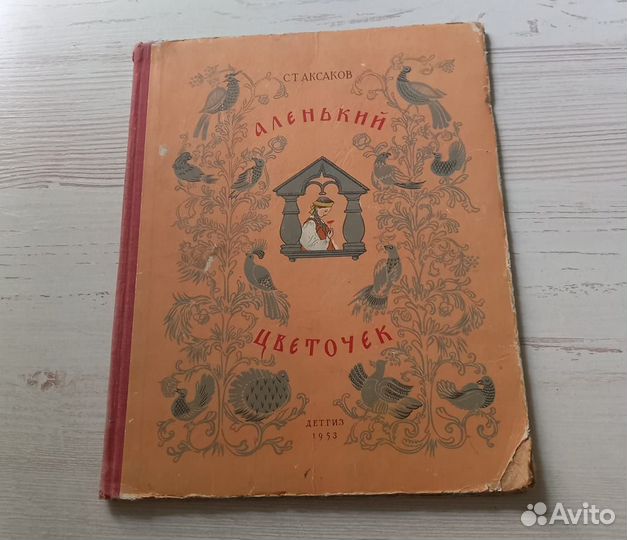 С Т АКСАКОВ
АЛЕНЬКИЙ
ЦВЕТОЧЕК
ДЕТГИЗ
1953
Avito